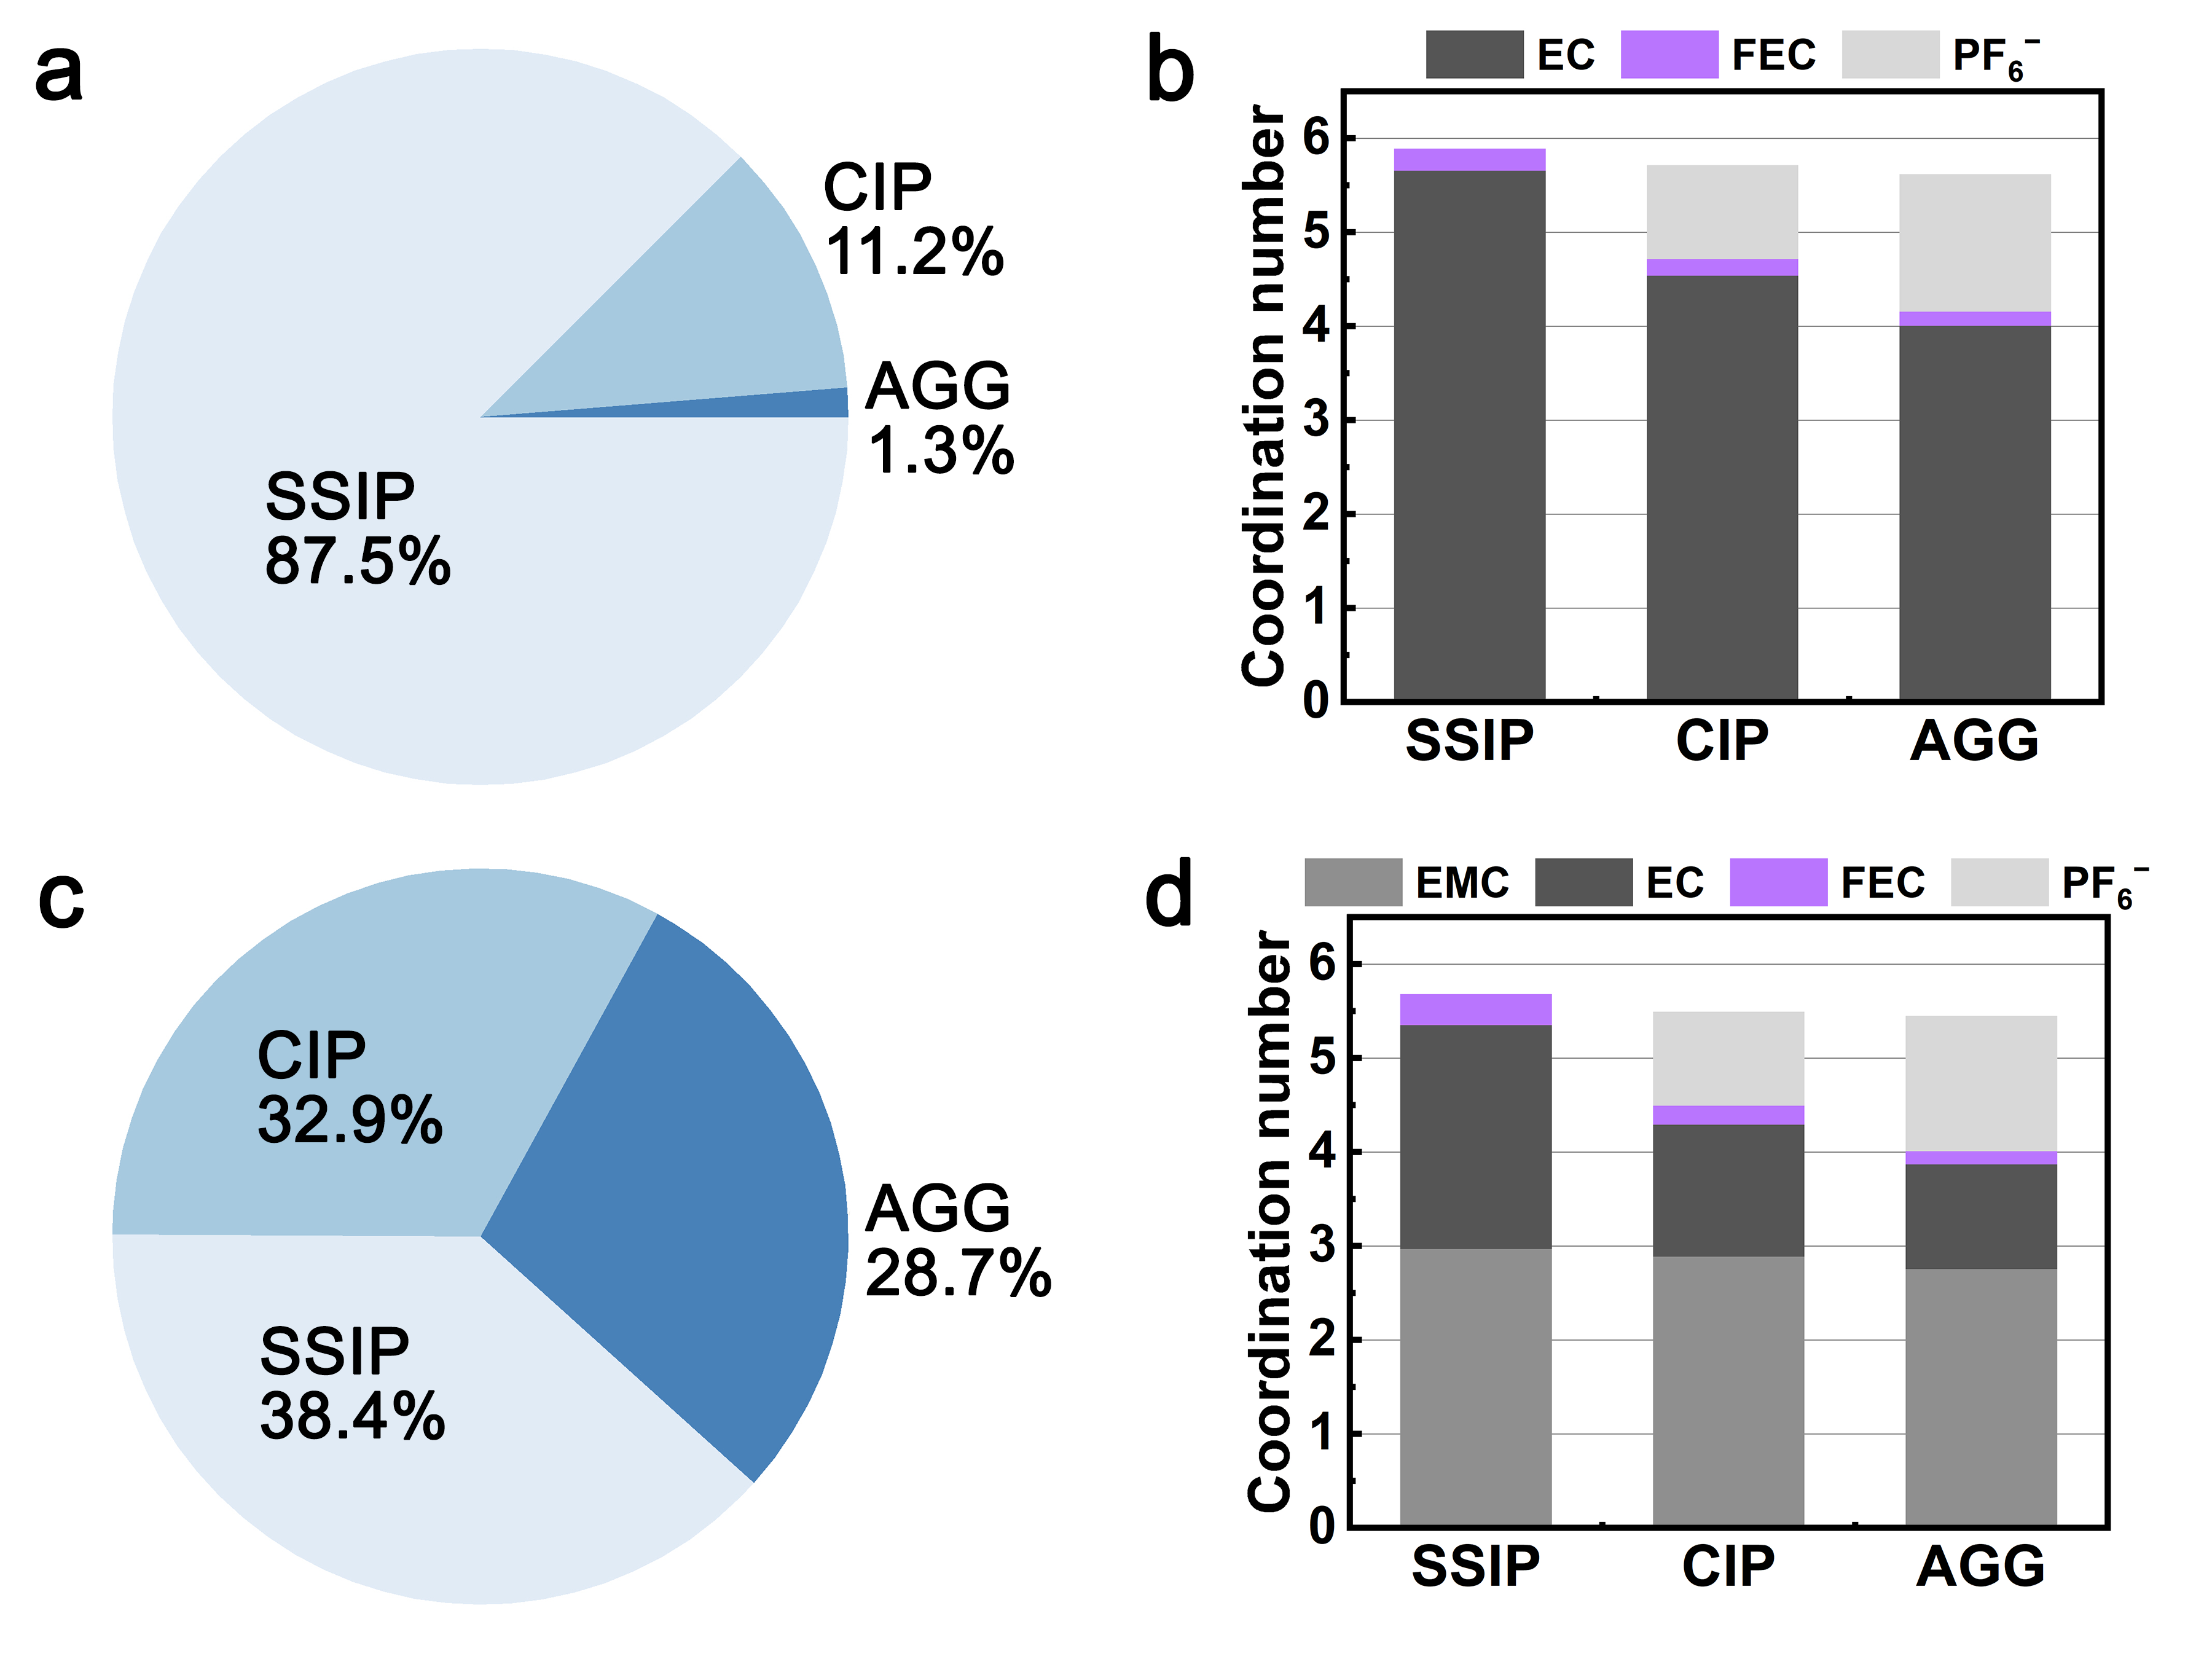 a
CIP
11.2%
AGG
1.3%
SSIP
87.5%
b
EC FEC PF₆⁻
Coordination number
6
5
4
3
2
1
0
SSIP CIP AGG
c
CIP
32.9%
AGG
28.7%
SSIP
38.4%
d
EMC EC FEC PF₆⁻
Coordination number
6
5
4
3
2
1
0
SSIP CIP AGG